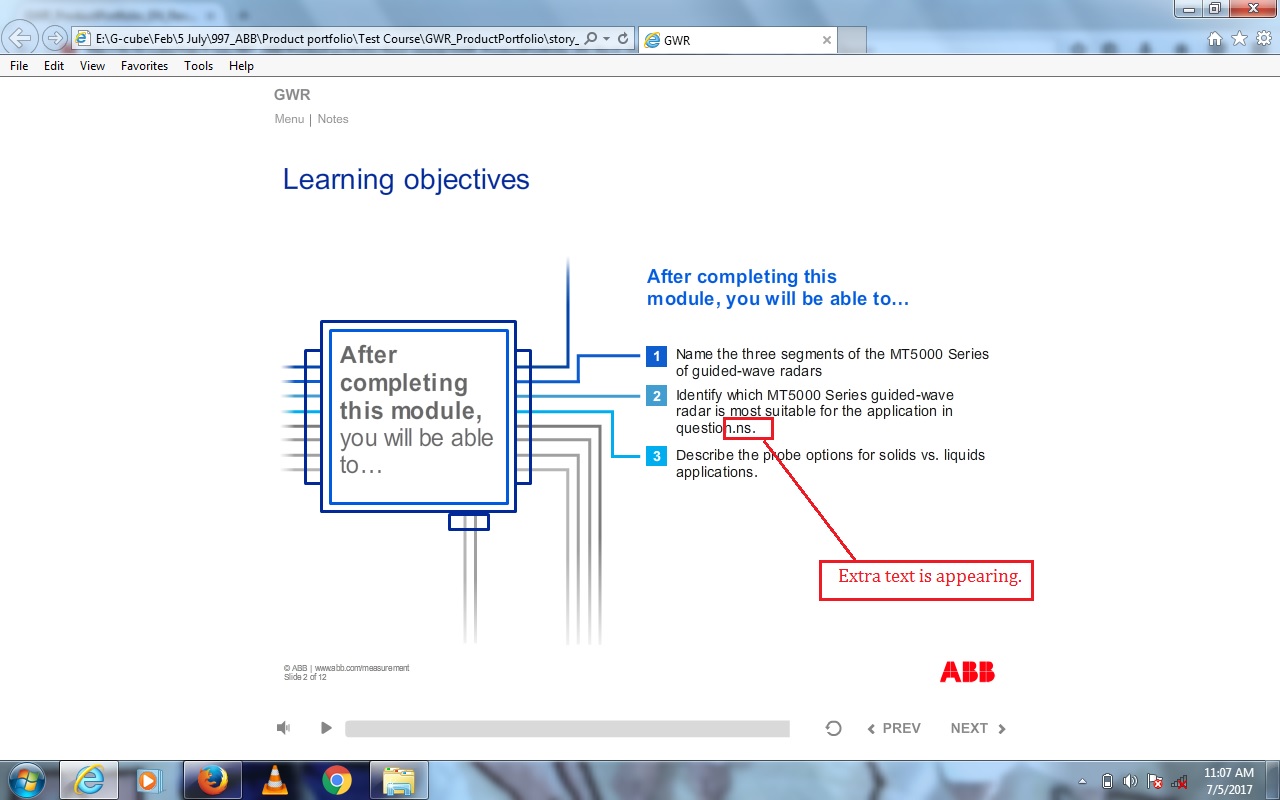 E:\G-cube\Feb\5 July\997_ABB\Product portfolio\Test Course\GWR_ProductPortfolio\story_
GWR
File Edit View Favorites Tools Help
GWR
Menu | Notes
Learning objectives
After completing this
module, you will be able to…
After
completing
this module,
you will be able
to…
1 Name the three segments of the MT5000 Series
of guided-wave radars
2 Identify which MT5000 Series guided-wave
radar is most suitable for the application in
question.ns.
3 Describe the probe options for solids vs. liquids
applications.
Extra text is appearing.
© ABB | www.abb.com/measurement
Slide 2 of 12
ABB
PREV NEXT
11:07 AM
7/5/2017